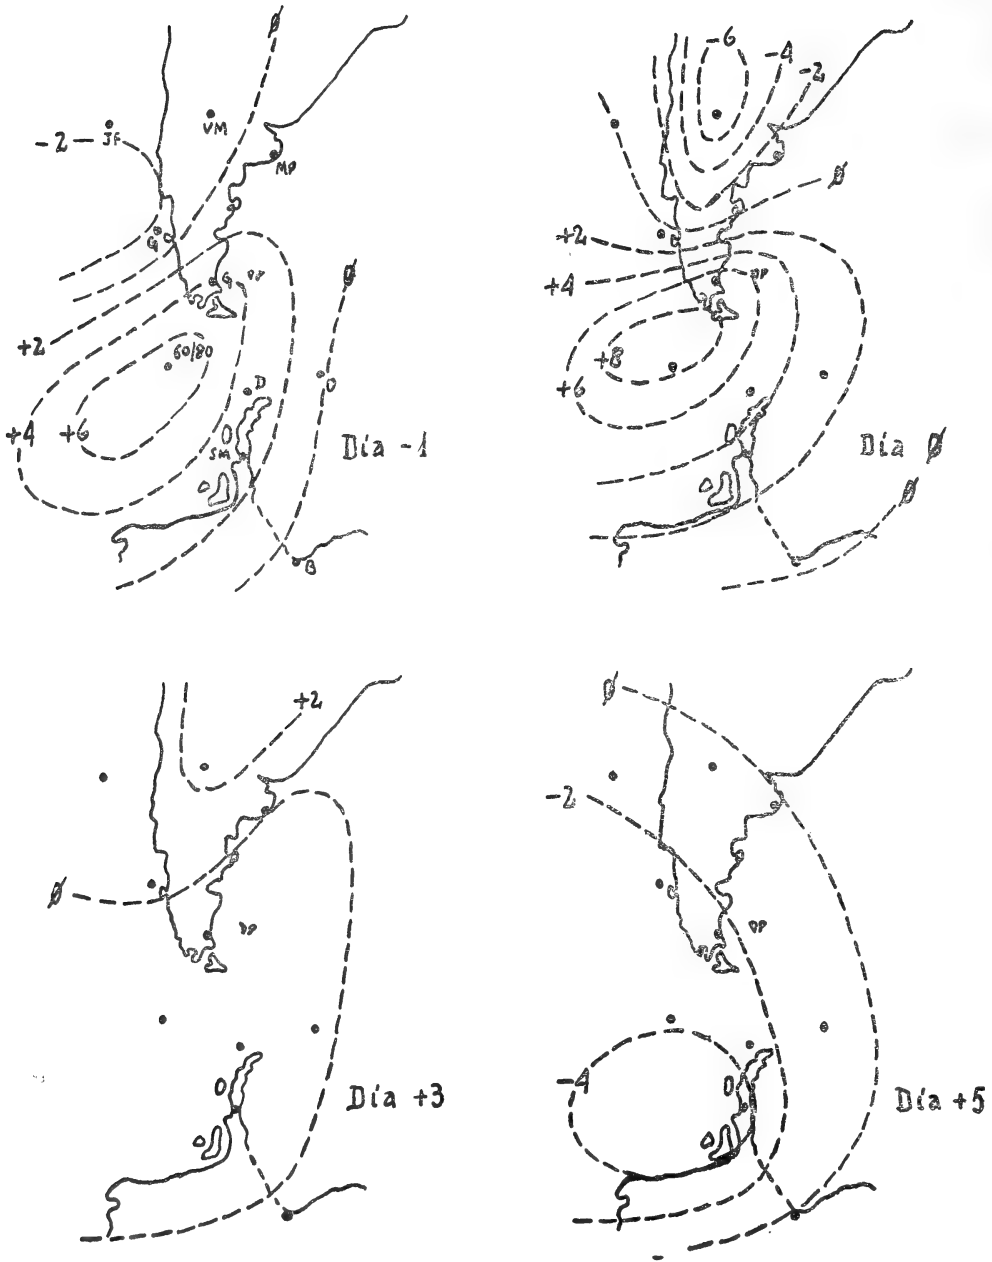 Ø
-2
JF
VM
MP
G
G
Ø
+2
60/80
D
O
+4
+6
SM
Día -1
B
-6
-4
-2
Ø
+2
+4
+8
+6
Día Ø
Ø
+2
Ø
Día +3
Ø
-2
-4
Día +5